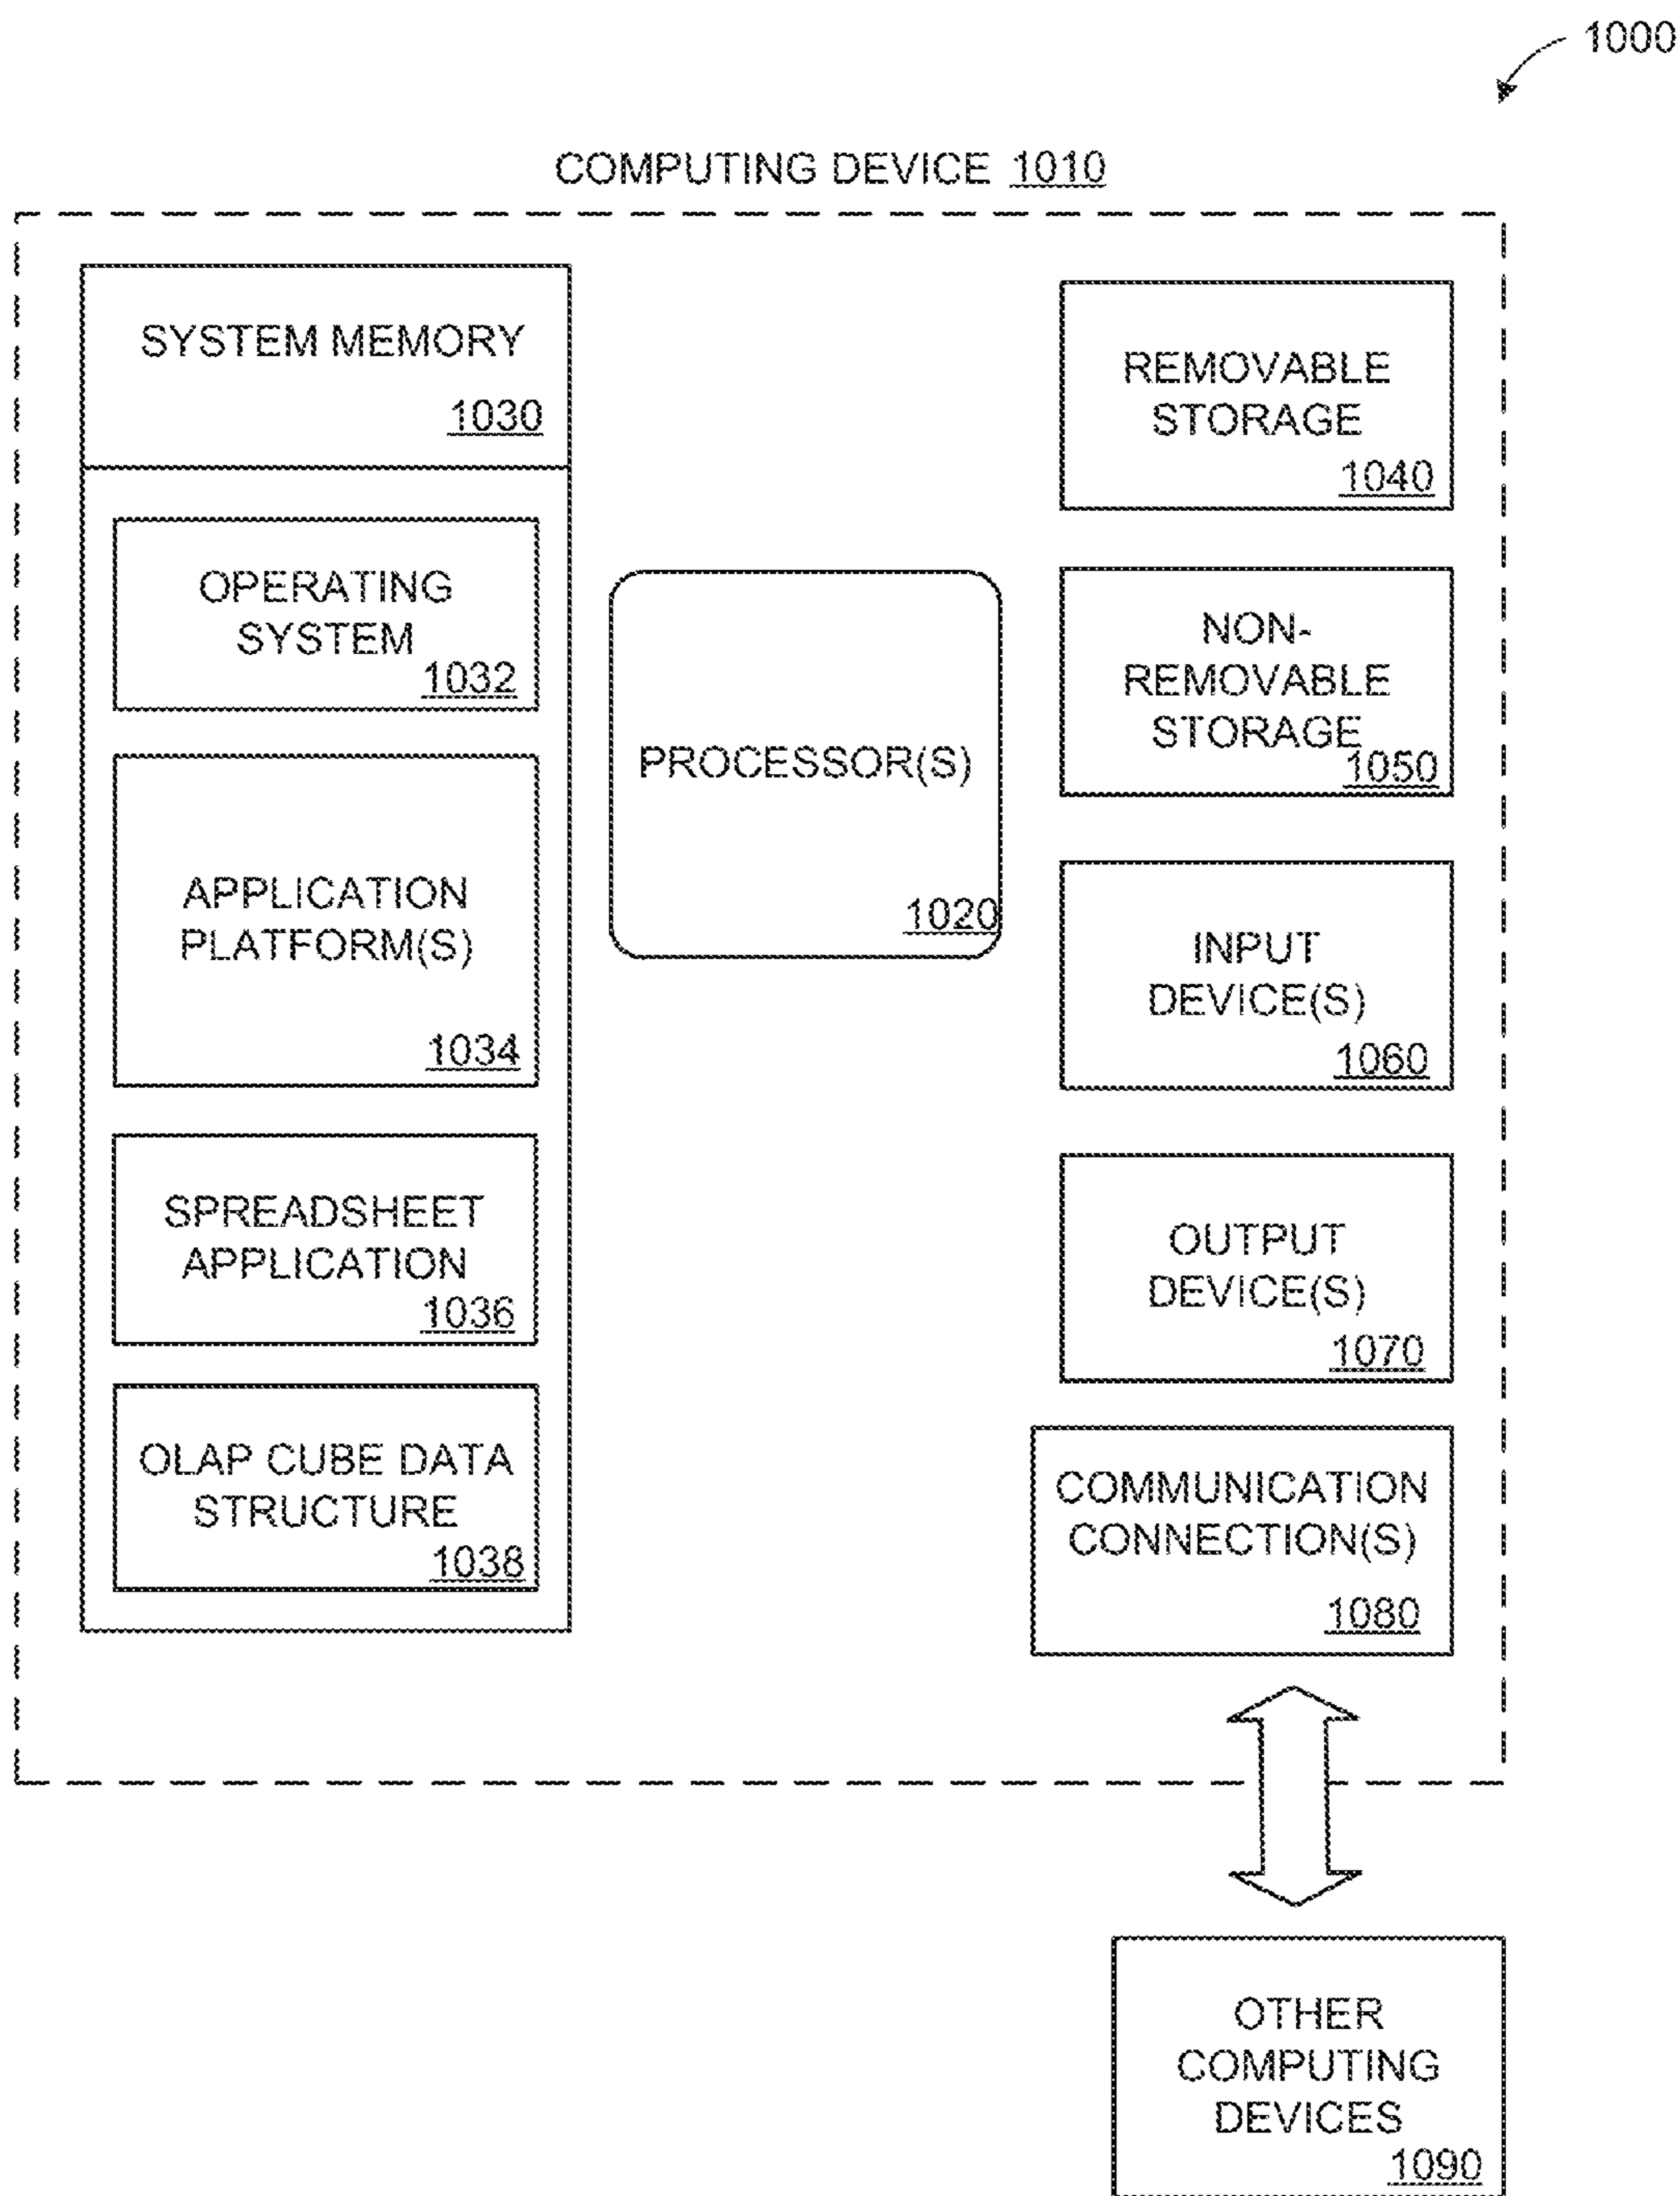 1000
COMPUTING DEVICE 1010
SYSTEM MEMORY
1030
OPERATING
SYSTEM
1032
APPLICATION
PLATFORM(S)
1034
SPREADSHEET
APPLICATION
1036
OLAP CUBE DATA
STRUCTURE
1038
PROCESSOR(S)
1020
REMOVABLE
STORAGE
1040
NON-
REMOVABLE
STORAGE
1050
INPUT
DEVICE(S)
1060
OUTPUT
DEVICE(S)
1070
COMMUNICATION
CONNECTION(S)
1080
OTHER
COMPUTING
DEVICES
1090